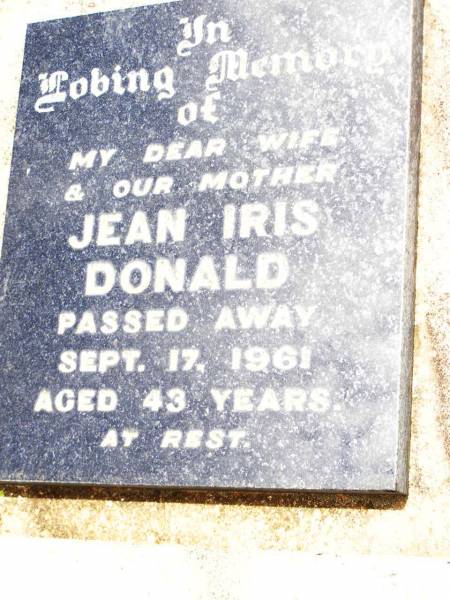 In
Loving Memory
of
MY DEAR WIFE
& OUR MOTHER
JEAN IRIS
DONALD
PASSED AWAY
SEPT. 17, 1961
AGED 43 YEARS.
AT REST.